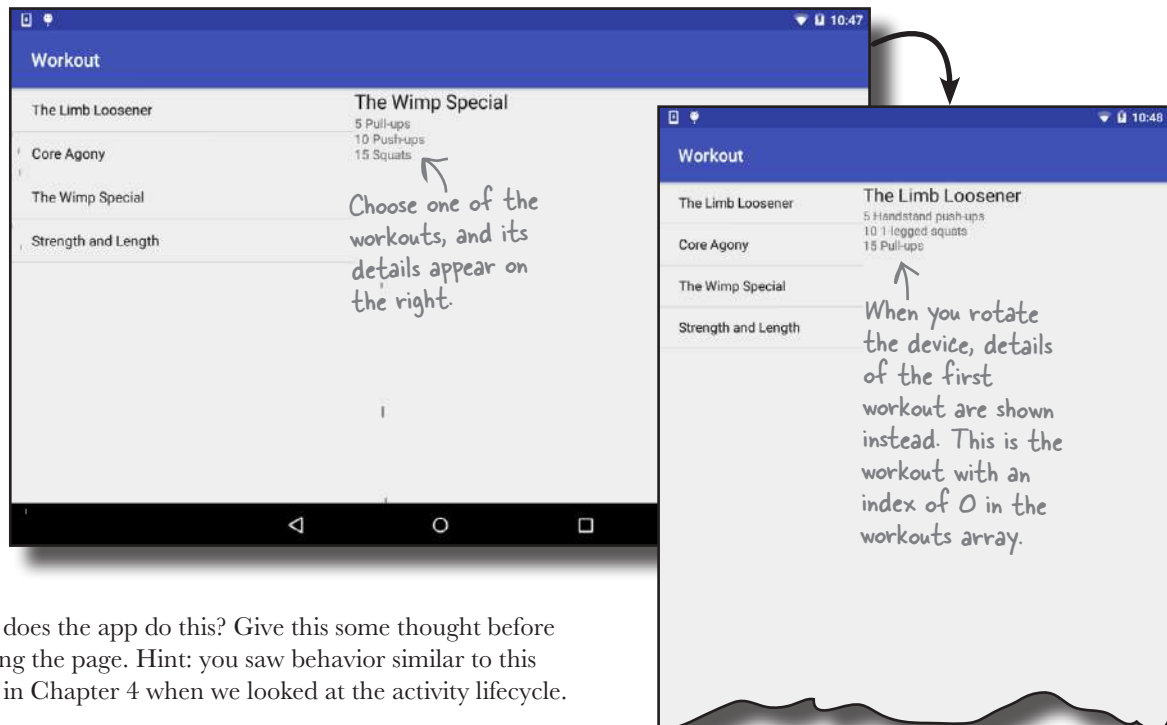 10:47
Workout
The Limb Loosener
Core Agony
The Wimp Special
Strength and Length
The Wimp Special
5 Pull-ups
10 Push-ups
15 Squats
Choose one of the
workouts, and its
details appear on
the right.
10:48
Workout
The Limb Loosener
Core Agony
The Wimp Special
Strength and Length
The Limb Loosener
5 Handstand push-ups
10 1-legged squats
15 Pull-ups
When you rotate
the device, details
of the first
workout are shown
instead. This is the
workout with an
index of 0 in the
workouts array.
does the app do this? Give this some thought before
ng the page. Hint: you saw behavior similar to this
in Chapter 4 when we looked at the activity lifecycle.